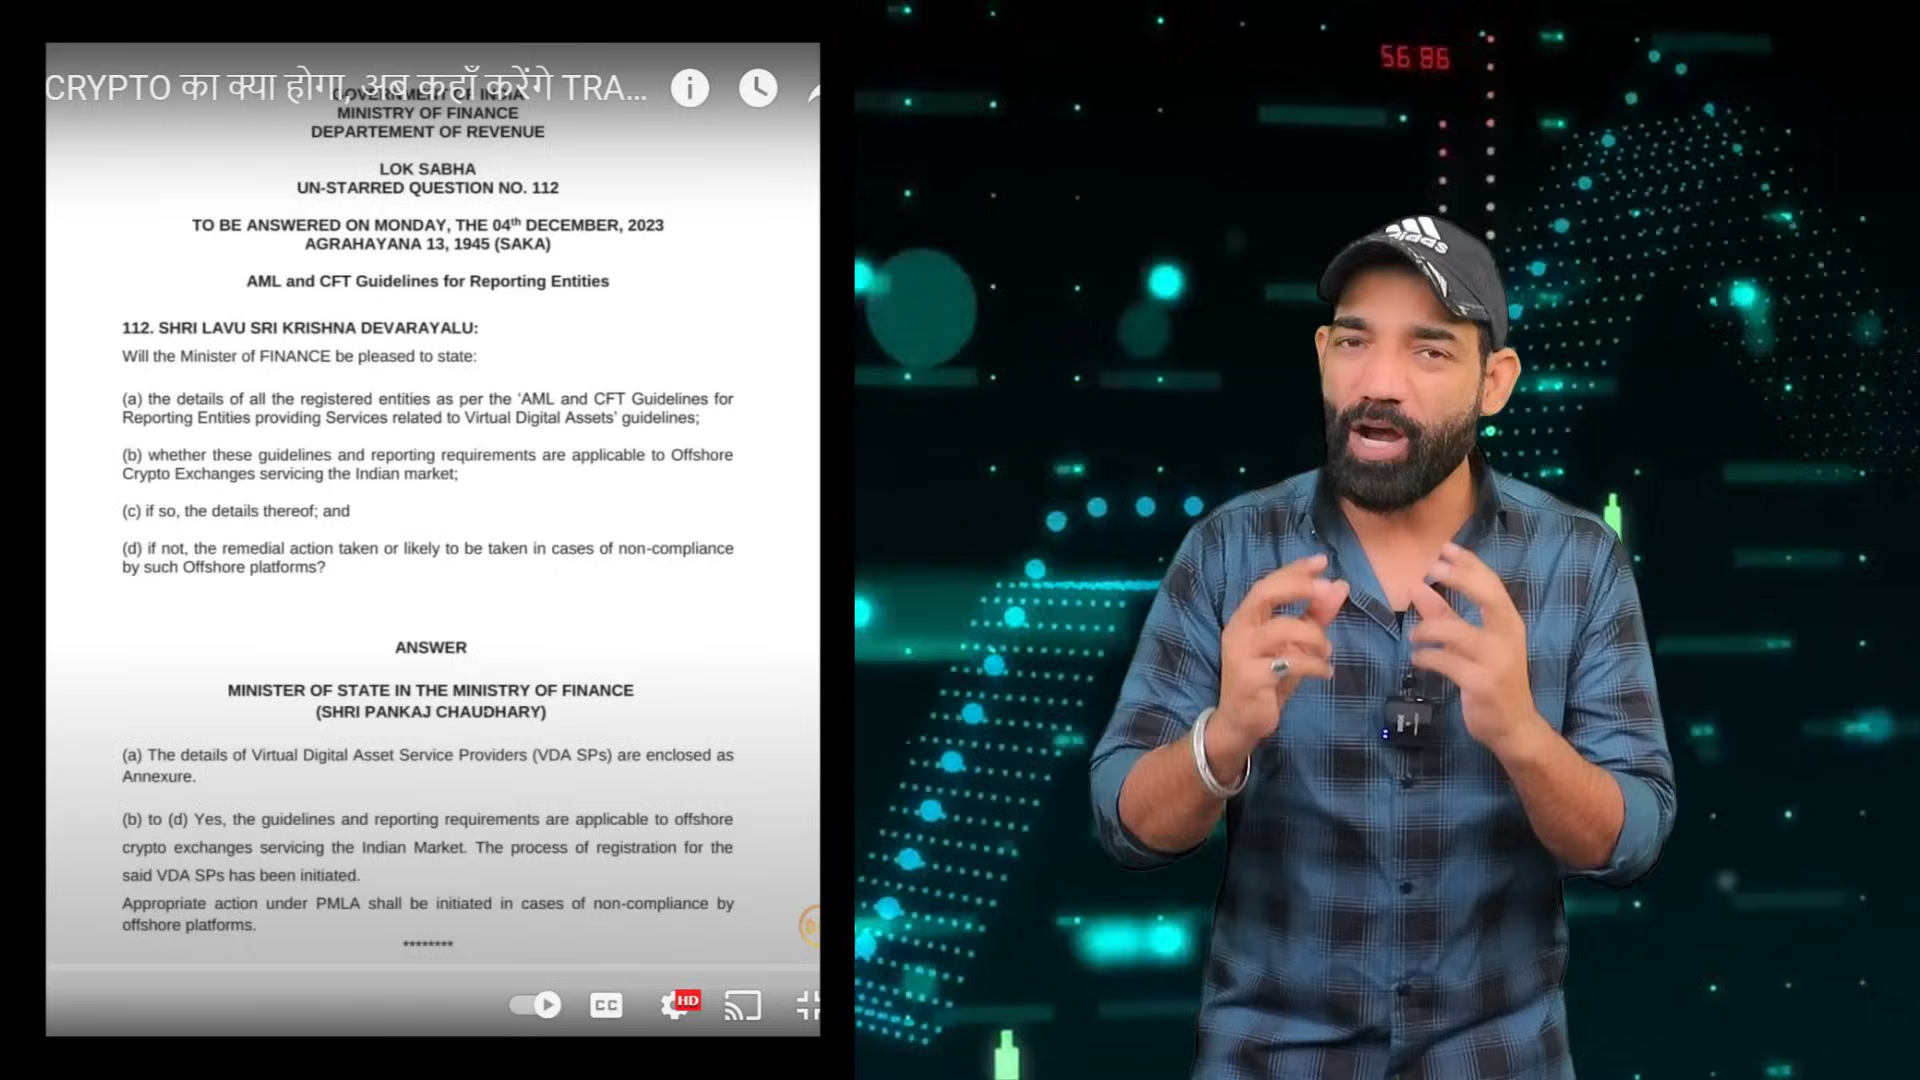 CRYPTO का क्या होगा, अब कहाँ करेंगे TRA...
GOVERNMENT OF INDIA
MINISTRY OF FINANCE
DEPARTEMENT OF REVENUE
LOK SABHA
UN-STARRED QUESTION NO. 112
TO BE ANSWERED ON MONDAY, THE 04th DECEMBER, 2023
AGRAHAYANA 13, 1945 (SAKA)
AML and CFT Guidelines for Reporting Entities
112. SHRI LAVU SRI KRISHNA DEVARAYALU:
Will the Minister of FINANCE be pleased to state:
(a) the details of all the registered entities as per the 'AML and CFT Guidelines for
Reporting Entities providing Services related to Virtual Digital Assets' guidelines;
(b) whether these guidelines and reporting requirements are applicable to Offshore
Crypto Exchanges servicing the Indian market;
(c) if so, the details thereof; and
(d) if not, the remedial action taken or likely to be taken in cases of non-compliance
by such Offshore platforms?
ANSWER
MINISTER OF STATE IN THE MINISTRY OF FINANCE
(SHRI PANKAJ CHAUDHARY)
(a) The details of Virtual Digital Asset Service Providers (VDA SPs) are enclosed as
Annexure.
(b) to (d) Yes, the guidelines and reporting requirements are applicable to offshore
crypto exchanges servicing the Indian Market. The process of registration for the
said VDA SPs has been initiated.
Appropriate action under PMLA shall be initiated in cases of non-compliance by
offshore platforms.
********
CC
HD
56 86
adidas